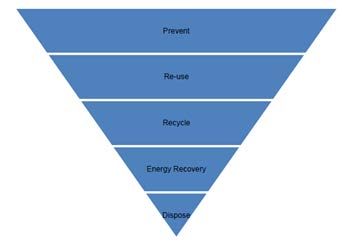 Prevent
Re-use
Recycle
Energy Recovery
Dispose